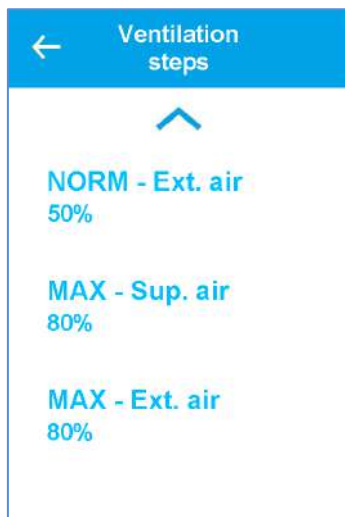 Ventilation
steps
NORM - Ext. air
50%
MAX - Sup. air
80%
MAX - Ext. air
80%